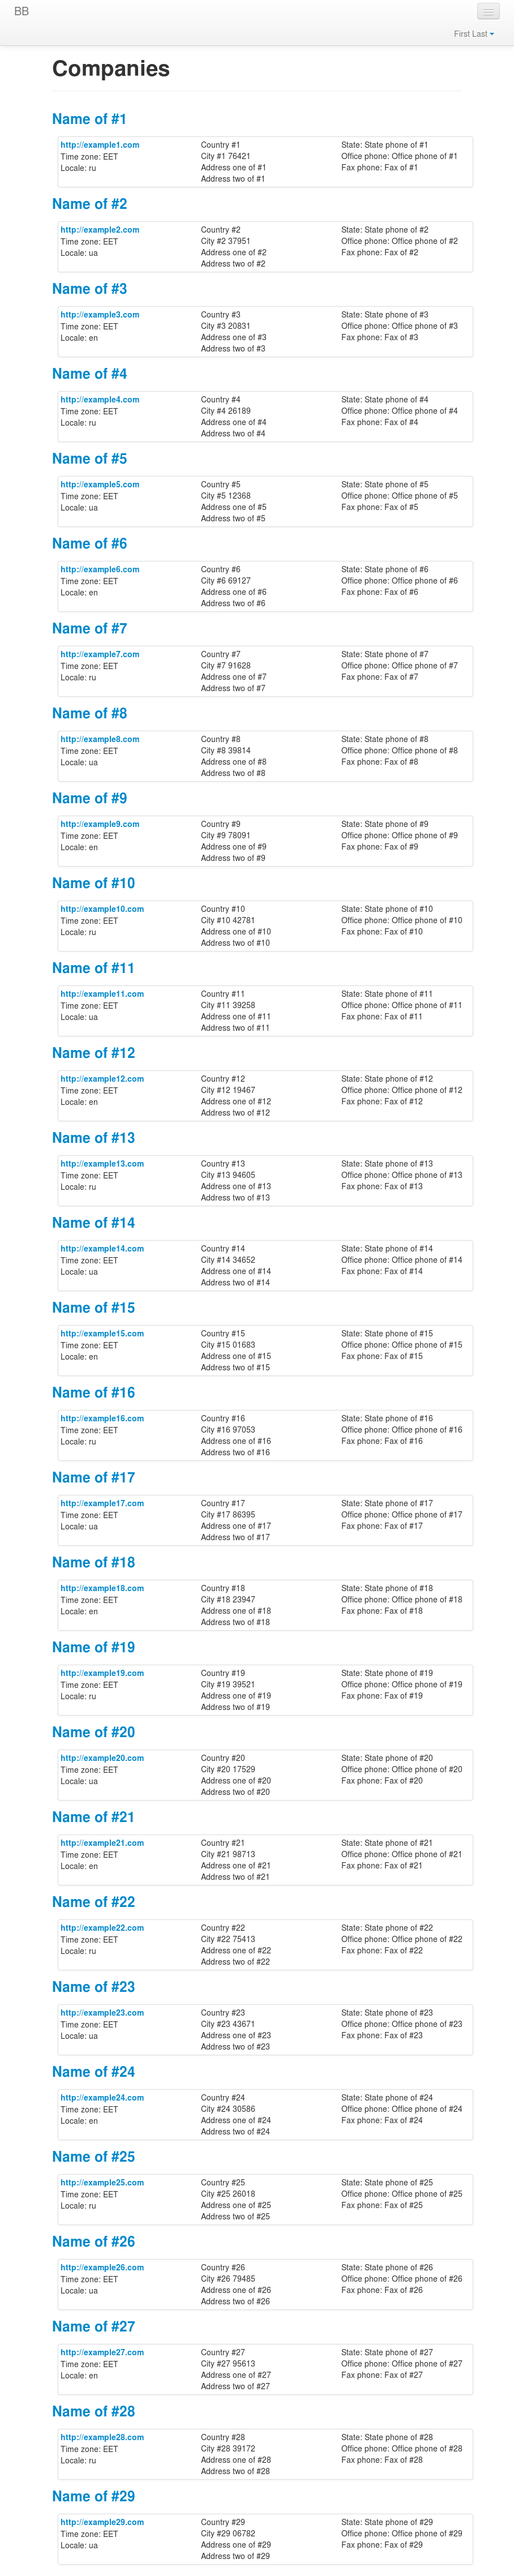 BB
First Last
Companies
Name of #1
http://example1.com
Time zone: EET
Locale: ru
Country #1
City #1 76421
Address one of #1
Address two of #1
State: State phone of #1
Office phone: Office phone of #1
Fax phone: Fax of #1
Name of #2
http://example2.com
Time zone: EET
Locale: ua
Country #2
City #2 37951
Address one of #2
Address two of #2
State: State phone of #2
Office phone: Office phone of #2
Fax phone: Fax of #2
Name of #3
http://example3.com
Time zone: EET
Locale: en
Country #3
City #3 20831
Address one of #3
Address two of #3
State: State phone of #3
Office phone: Office phone of #3
Fax phone: Fax of #3
Name of #4
http://example4.com
Time zone: EET
Locale: ru
Country #4
City #4 26189
Address one of #4
Address two of #4
State: State phone of #4
Office phone: Office phone of #4
Fax phone: Fax of #4
Name of #5
http://example5.com
Time zone: EET
Locale: ua
Country #5
City #5 12368
Address one of #5
Address two of #5
State: State phone of #5
Office phone: Office phone of #5
Fax phone: Fax of #5
Name of #6
http://example6.com
Time zone: EET
Locale: en
Country #6
City #6 69127
Address one of #6
Address two of #6
State: State phone of #6
Office phone: Office phone of #6
Fax phone: Fax of #6
Name of #7
http://example7.com
Time zone: EET
Locale: ru
Country #7
City #7 91628
Address one of #7
Address two of #7
State: State phone of #7
Office phone: Office phone of #7
Fax phone: Fax of #7
Name of #8
http://example8.com
Time zone: EET
Locale: ua
Country #8
City #8 39814
Address one of #8
Address two of #8
State: State phone of #8
Office phone: Office phone of #8
Fax phone: Fax of #8
Name of #9
http://example9.com
Time zone: EET
Locale: en
Country #9
City #9 78091
Address one of #9
Address two of #9
State: State phone of #9
Office phone: Office phone of #9
Fax phone: Fax of #9
Name of #10
http://example10.com
Time zone: EET
Locale: ru
Country #10
City #10 42781
Address one of #10
Address two of #10
State: State phone of #10
Office phone: Office phone of #10
Fax phone: Fax of #10
Name of #11
http://example11.com
Time zone: EET
Locale: ua
Country #11
City #11 39258
Address one of #11
Address two of #11
State: State phone of #11
Office phone: Office phone of #11
Fax phone: Fax of #11
Name of #12
http://example12.com
Time zone: EET
Locale: en
Country #12
City #12 19467
Address one of #12
Address two of #12
State: State phone of #12
Office phone: Office phone of #12
Fax phone: Fax of #12
Name of #13
http://example13.com
Time zone: EET
Locale: ru
Country #13
City #13 94605
Address one of #13
Address two of #13
State: State phone of #13
Office phone: Office phone of #13
Fax phone: Fax of #13
Name of #14
http://example14.com
Time zone: EET
Locale: ua
Country #14
City #14 34652
Address one of #14
Address two of #14
State: State phone of #14
Office phone: Office phone of #14
Fax phone: Fax of #14
Name of #15
http://example15.com
Time zone: EET
Locale: en
Country #15
City #15 01683
Address one of #15
Address two of #15
State: State phone of #15
Office phone: Office phone of #15
Fax phone: Fax of #15
Name of #16
http://example16.com
Time zone: EET
Locale: ru
Country #16
City #16 97053
Address one of #16
Address two of #16
State: State phone of #16
Office phone: Office phone of #16
Fax phone: Fax of #16
Name of #17
http://example17.com
Time zone: EET
Locale: ua
Country #17
City #17 86395
Address one of #17
Address two of #17
State: State phone of #17
Office phone: Office phone of #17
Fax phone: Fax of #17
Name of #18
http://example18.com
Time zone: EET
Locale: en
Country #18
City #18 23947
Address one of #18
Address two of #18
State: State phone of #18
Office phone: Office phone of #18
Fax phone: Fax of #18
Name of #19
http://example19.com
Time zone: EET
Locale: ru
Country #19
City #19 39521
Address one of #19
Address two of #19
State: State phone of #19
Office phone: Office phone of #19
Fax phone: Fax of #19
Name of #20
http://example20.com
Time zone: EET
Locale: ua
Country #20
City #20 17529
Address one of #20
Address two of #20
State: State phone of #20
Office phone: Office phone of #20
Fax phone: Fax of #20
Name of #21
http://example21.com
Time zone: EET
Locale: en
Country #21
City #21 98713
Address one of #21
Address two of #21
State: State phone of #21
Office phone: Office phone of #21
Fax phone: Fax of #21
Name of #22
http://example22.com
Time zone: EET
Locale: ru
Country #22
City #22 75413
Address one of #22
Address two of #22
State: State phone of #22
Office phone: Office phone of #22
Fax phone: Fax of #22
Name of #23
http://example23.com
Time zone: EET
Locale: ua
Country #23
City #23 43671
Address one of #23
Address two of #23
State: State phone of #23
Office phone: Office phone of #23
Fax phone: Fax of #23
Name of #24
http://example24.com
Time zone: EET
Locale: en
Country #24
City #24 30586
Address one of #24
Address two of #24
State: State phone of #24
Office phone: Office phone of #24
Fax phone: Fax of #24
Name of #25
http://example25.com
Time zone: EET
Locale: ru
Country #25
City #25 26018
Address one of #25
Address two of #25
State: State phone of #25
Office phone: Office phone of #25
Fax phone: Fax of #25
Name of #26
http://example26.com
Time zone: EET
Locale: ua
Country #26
City #26 79485
Address one of #26
Address two of #26
State: State phone of #26
Office phone: Office phone of #26
Fax phone: Fax of #26
Name of #27
http://example27.com
Time zone: EET
Locale: en
Country #27
City #27 95613
Address one of #27
Address two of #27
State: State phone of #27
Office phone: Office phone of #27
Fax phone: Fax of #27
Name of #28
http://example28.com
Time zone: EET
Locale: ru
Country #28
City #28 39172
Address one of #28
Address two of #28
State: State phone of #28
Office phone: Office phone of #28
Fax phone: Fax of #28
Name of #29
http://example29.com
Time zone: EET
Locale: ua
Country #29
City #29 06782
Address one of #29
Address two of #29
State: State phone of #29
Office phone: Office phone of #29
Fax phone: Fax of #29